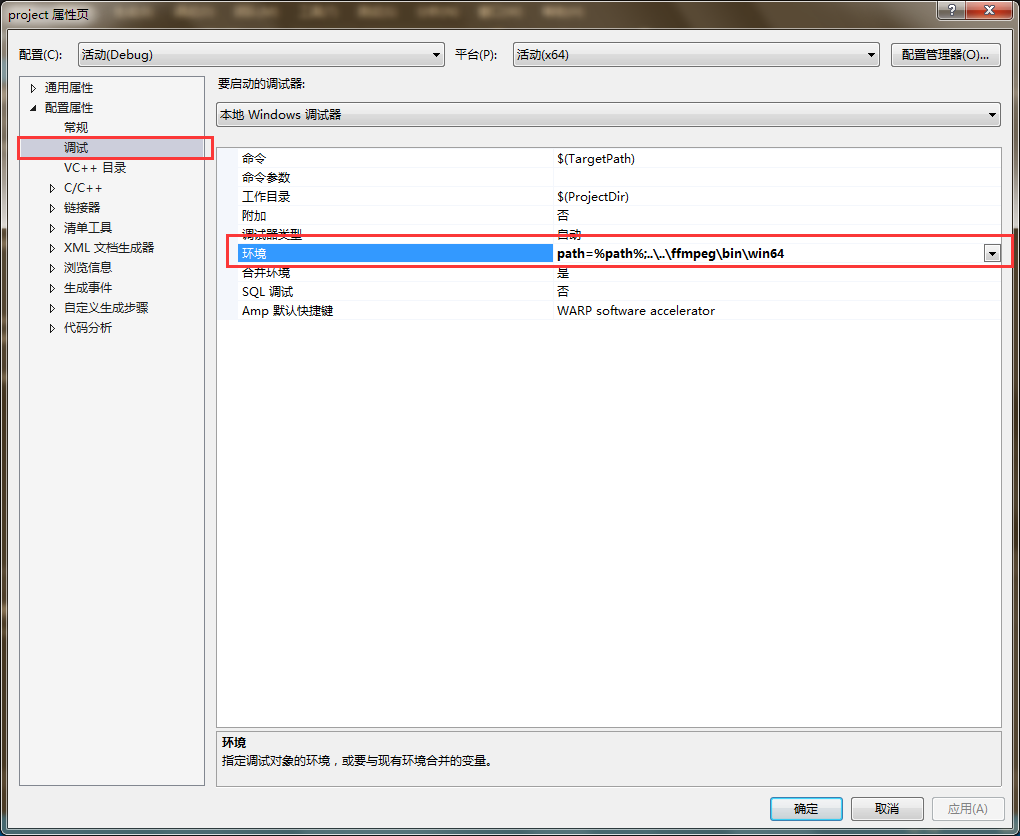 project 属性页
配置(C): 活动(Debug) 平台(P): 活动(x64) 配置管理器(O)...
通用属性
配置属性
常规
调试
VC++ 目录
C/C++
链接器
清单工具
XML 文档生成器
浏览信息
生成事件
自定义生成步骤
代码分析
要启动的调试器:
本地 Windows 调试器
命令 $(TargetPath)
命令参数
工作目录 $(ProjectDir)
附加 否
调试器类型 自动
环境 path=%path%;..\..\ffmpeg\bin\win64
合并环境 是
SQL 调试 否
Amp 默认快捷键 WARP software accelerator
环境
指定调试对象的环境，或要与现有环境合并的变量。
确定 取消 应用(A)